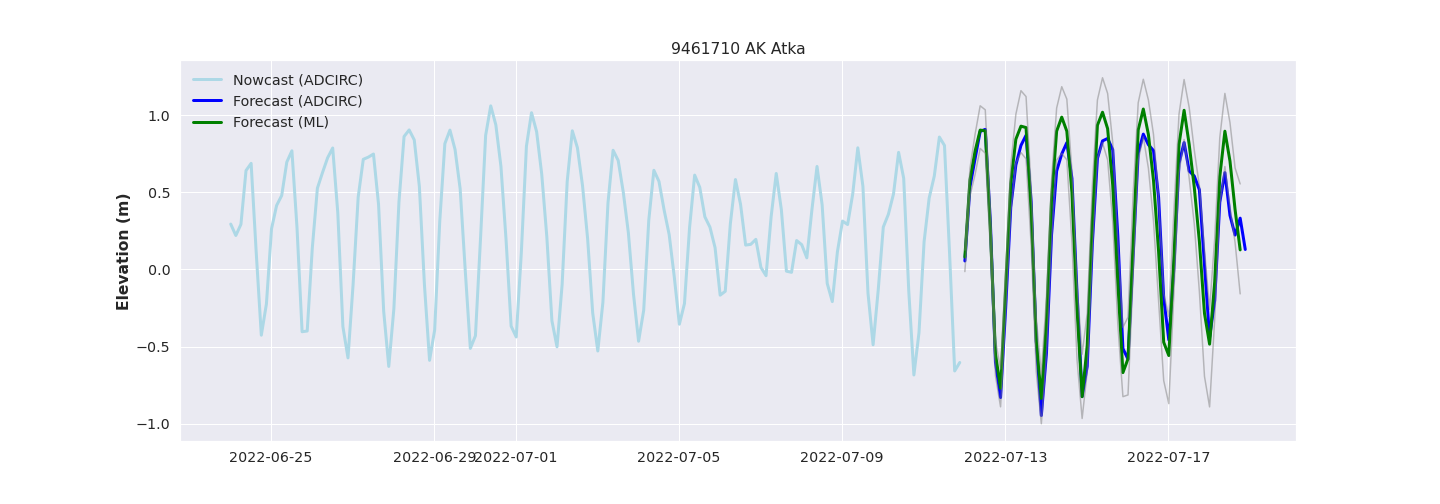 9461710 AK Atka
Nowcast (ADCIRC)
Forecast (ADCIRC)
Forecast (ML)
Elevation (m)
1.0
0.5
0.0
−0.5
−1.0
2022-06-25
2022-06-29
2022-07-01
2022-07-05
2022-07-09
2022-07-13
2022-07-17